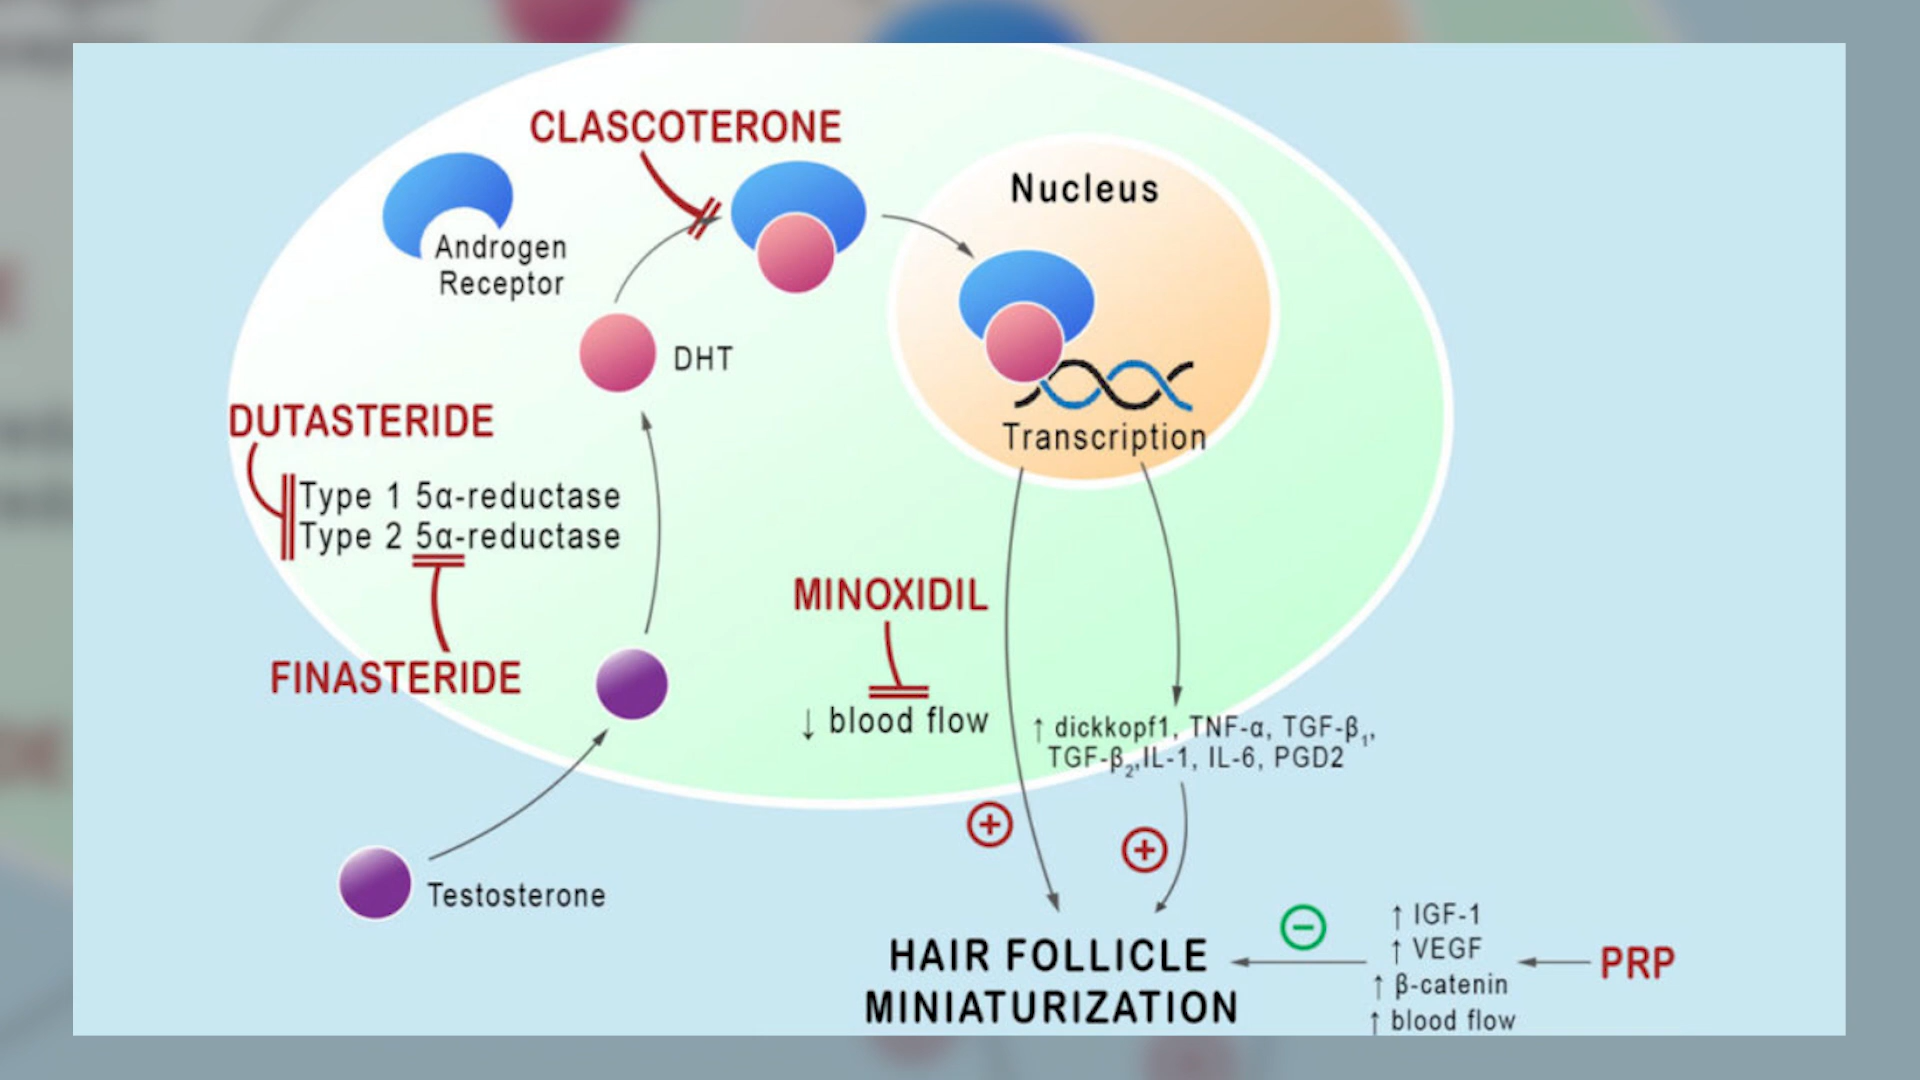 CLASCOTERONE
Nucleus
Androgen
Receptor
DHT
DUTASTERIDE
Transcription
Type 1 5α-reductase
Type 2 5α-reductase
MINOXIDIL
FINASTERIDE
↓ blood flow
↑ dickkopf1, TNF-α, TGF-β₁,
TGF-β₂,IL-1, IL-6, PGD2
Testosterone
HAIR FOLLICLE
MINIATURIZATION
↑ IGF-1
↑ VEGF
↑ β-catenin
↑ blood flow
PRP